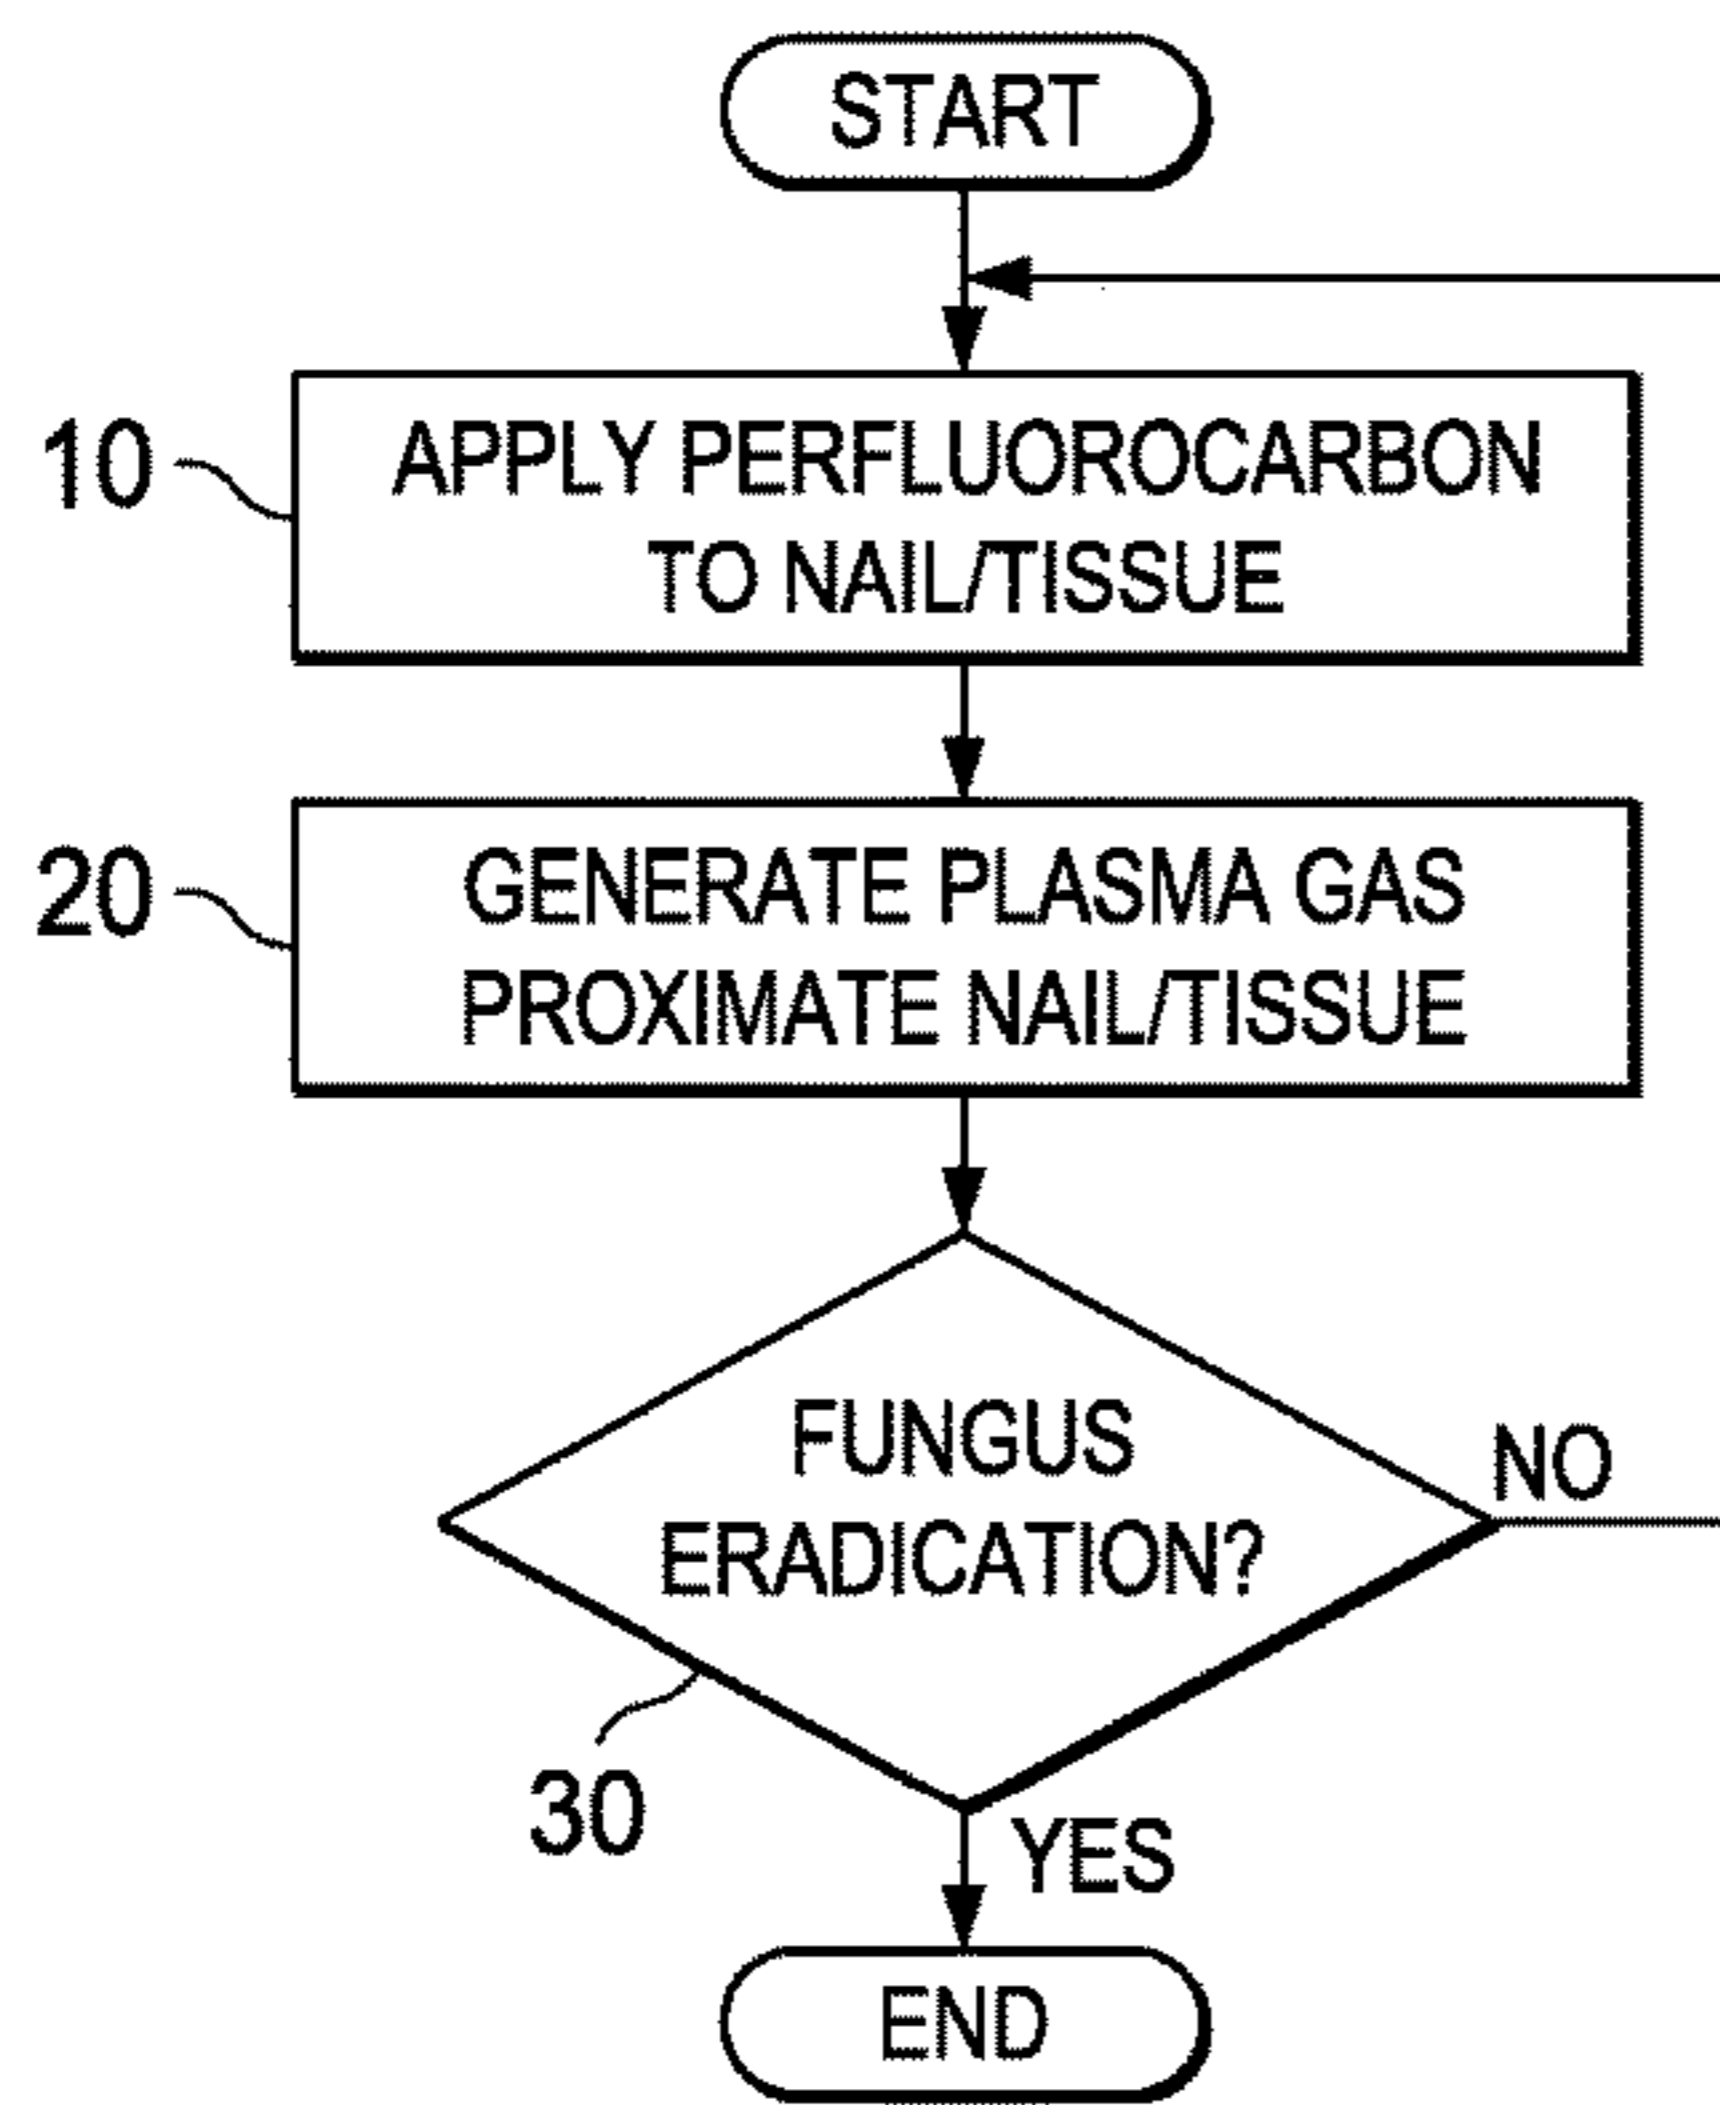 START
10
APPLY PERFLUOROCARBON
TO NAIL/TISSUE
20
GENERATE PLASMA GAS
PROXIMATE NAIL/TISSUE
FUNGUS
ERADICATION?
NO
30
YES
END